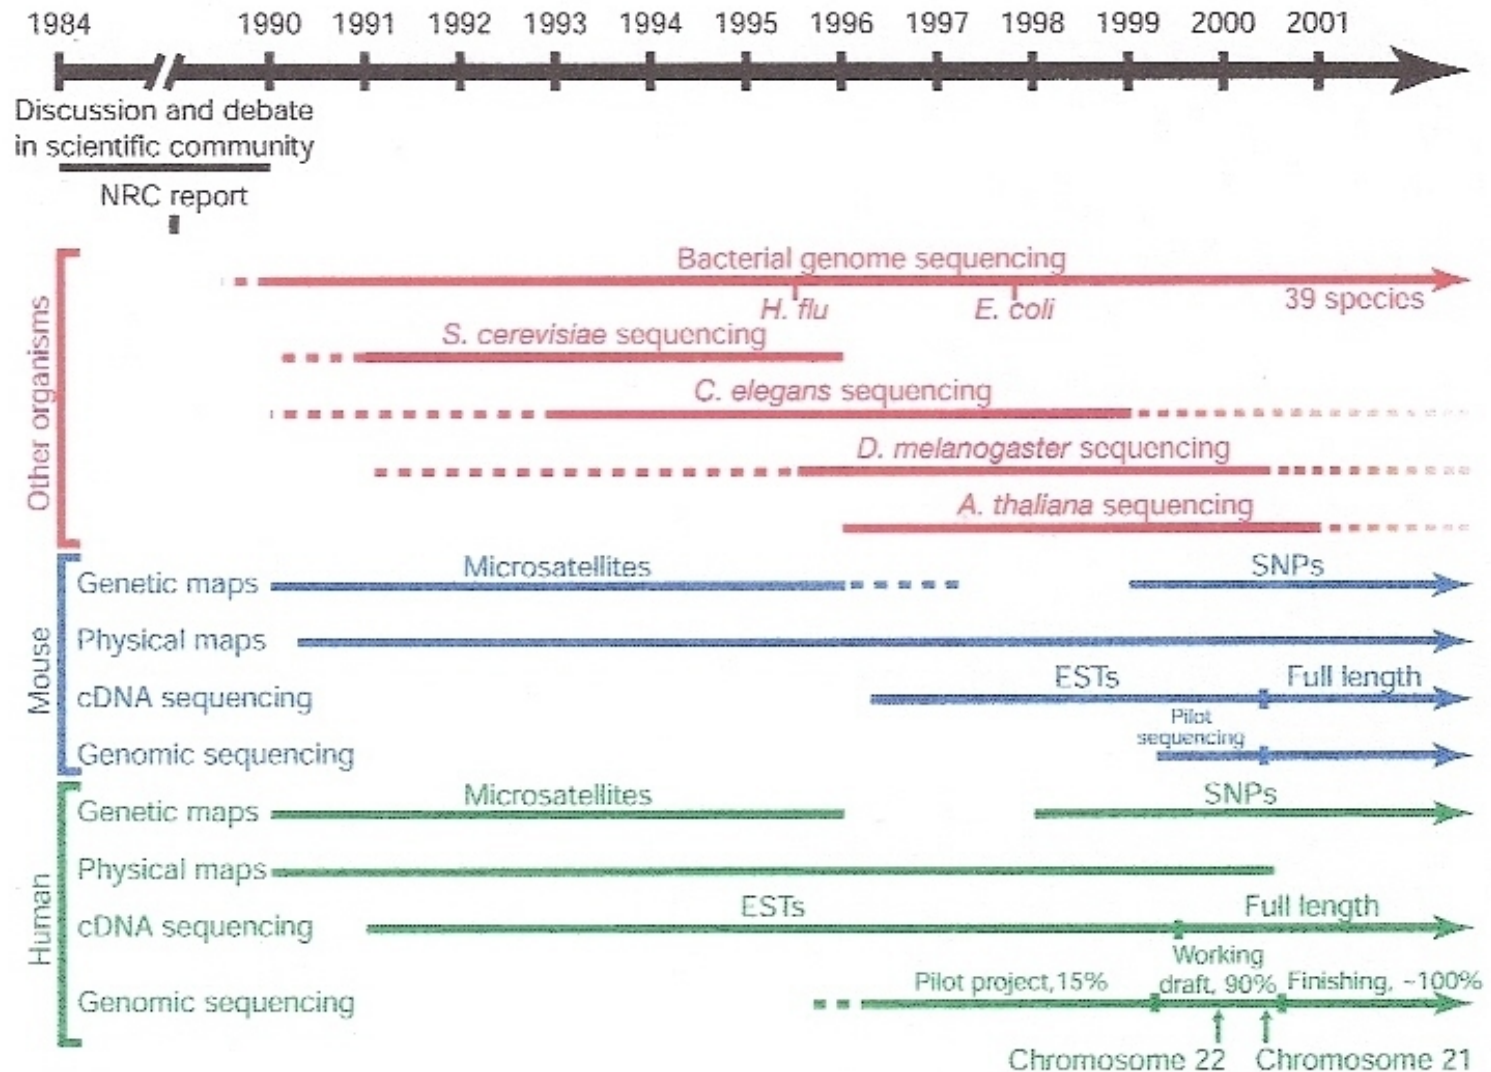 1984 1990 1991 1992 1993 1994 1995 1996 1997 1998 1999 2000 2001
Discussion and debate
in scientific community
NRC report
Other organisms
Bacterial genome sequencing
H. flu E. coli 39 species
S. cerevisiae sequencing
C. elegans sequencing
D. melanogaster sequencing
A. thaliana sequencing
Mouse
Genetic maps Microsatellites SNPs
Physical maps
cDNA sequencing ESTs Full length
Pilot
sequencing
Genomic sequencing
Human
Genetic maps Microsatellites SNPs
Physical maps
cDNA sequencing ESTs Full length
Working
Pilot project, 15% draft, 90% Finishing, ~100%
Genomic sequencing
Chromosome 22 Chromosome 21